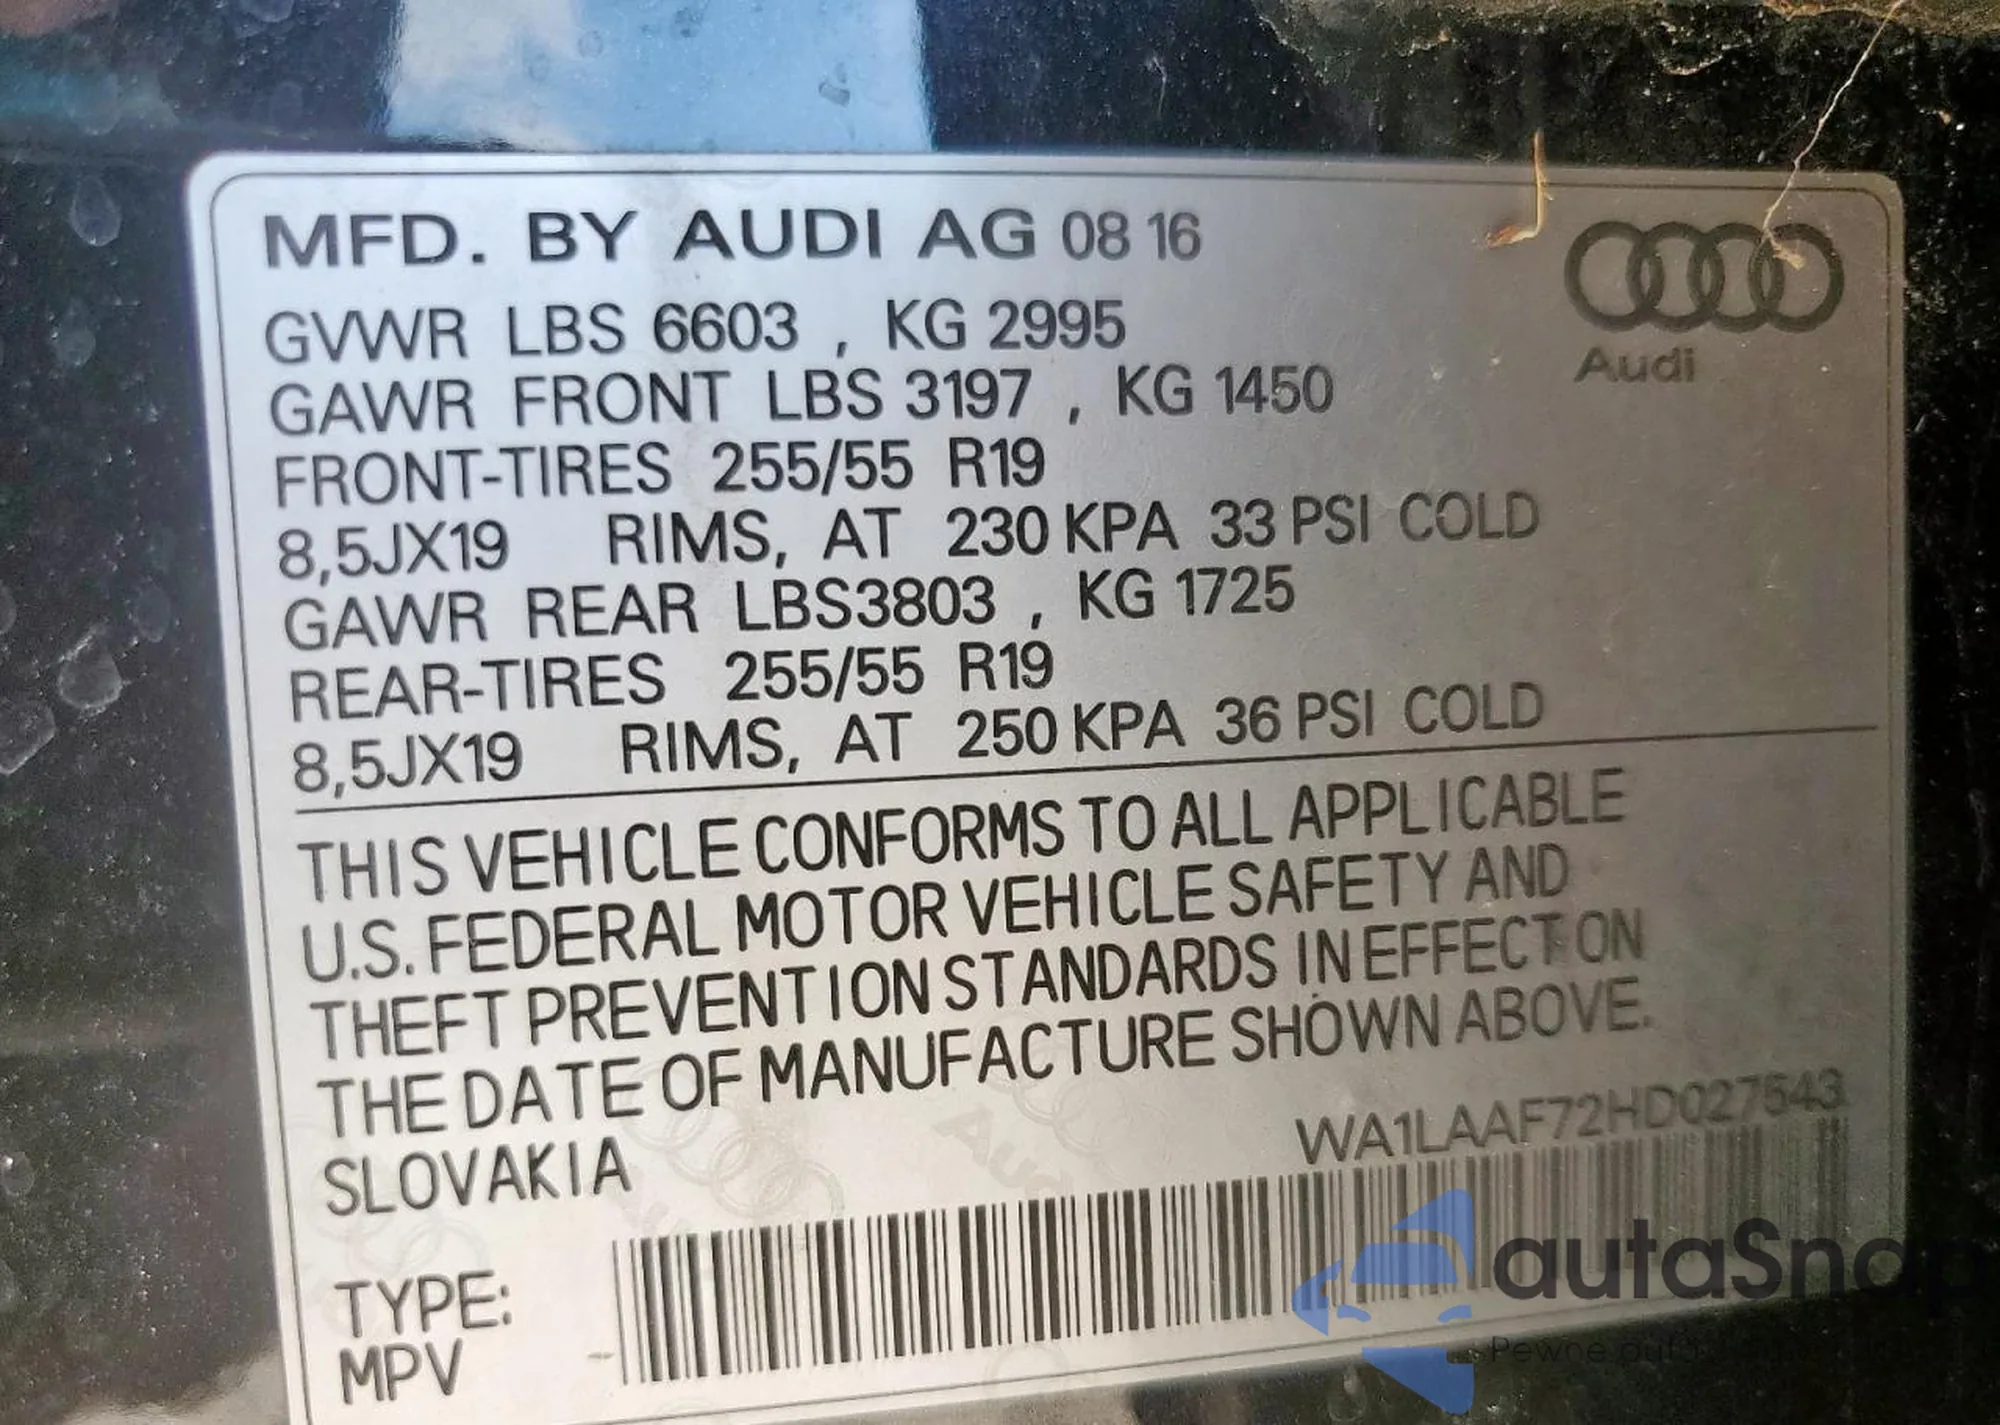 MFD. BY AUDI AG 08 16
GVWR LBS 6603 , KG 2995
GAWR FRONT LBS 3197 , KG 1450
FRONT-TIRES 255/55 R19
8,5JX19 RIMS, AT 230 KPA 33 PSI COLD
GAWR REAR LBS3803 , KG 1725
REAR-TIRES 255/55 R19
8,5JX19 RIMS, AT 250 KPA 36 PSI COLD
Audi
THIS VEHICLE CONFORMS TO ALL APPLICABLE
U.S. FEDERAL MOTOR VEHICLE SAFETY AND
THEFT PREVENTION STANDARDS IN EFFECT ON
THE DATE OF MANUFACTURE SHOWN ABOVE.
SLOVAKIA
WA1LAAF72HD027543
TYPE:
MPV
autaSnap
Pewne auto